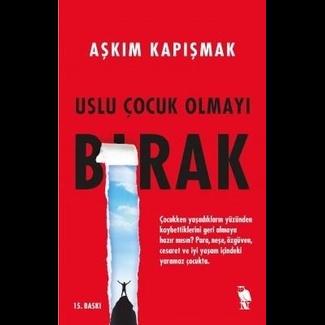 AŞKIM KAPIŞMAK
USLU ÇOCUK OLMAYI
BIRAK
Çocukken yaşadıkların yüzünden
kaybettiklerini geri almaya
hazır mısın? Para, neşe, özgüven,
cesaret ve iyi yaşam içindeki
yaramaz çocukta.
15. BASKI